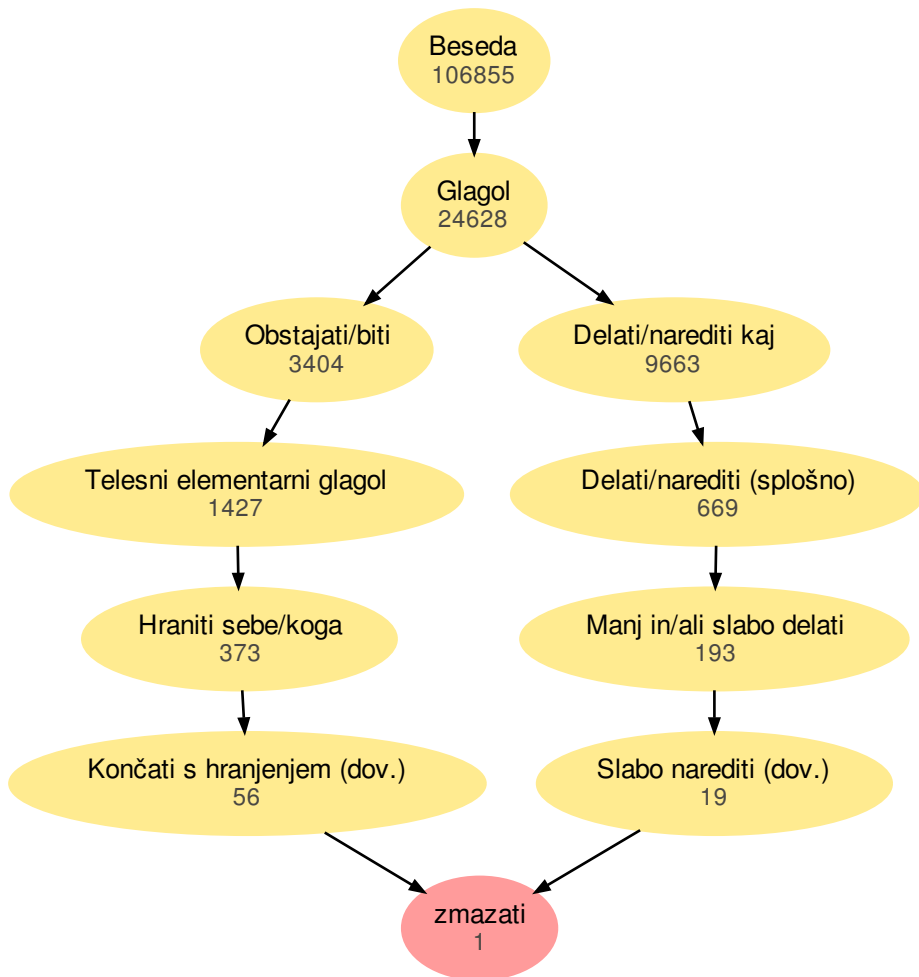 Beseda
106855
Glagol
24628
Obstajati/biti
3404
Delati/narediti kaj
9663
Telesni elementarni glagol
1427
Delati/narediti (splošno)
669
Hraniti sebe/koga
373
Manj in/ali slabo delati
193
Končati s hranjenjem (dov.)
56
Slabo narediti (dov.)
19
zmazati
1